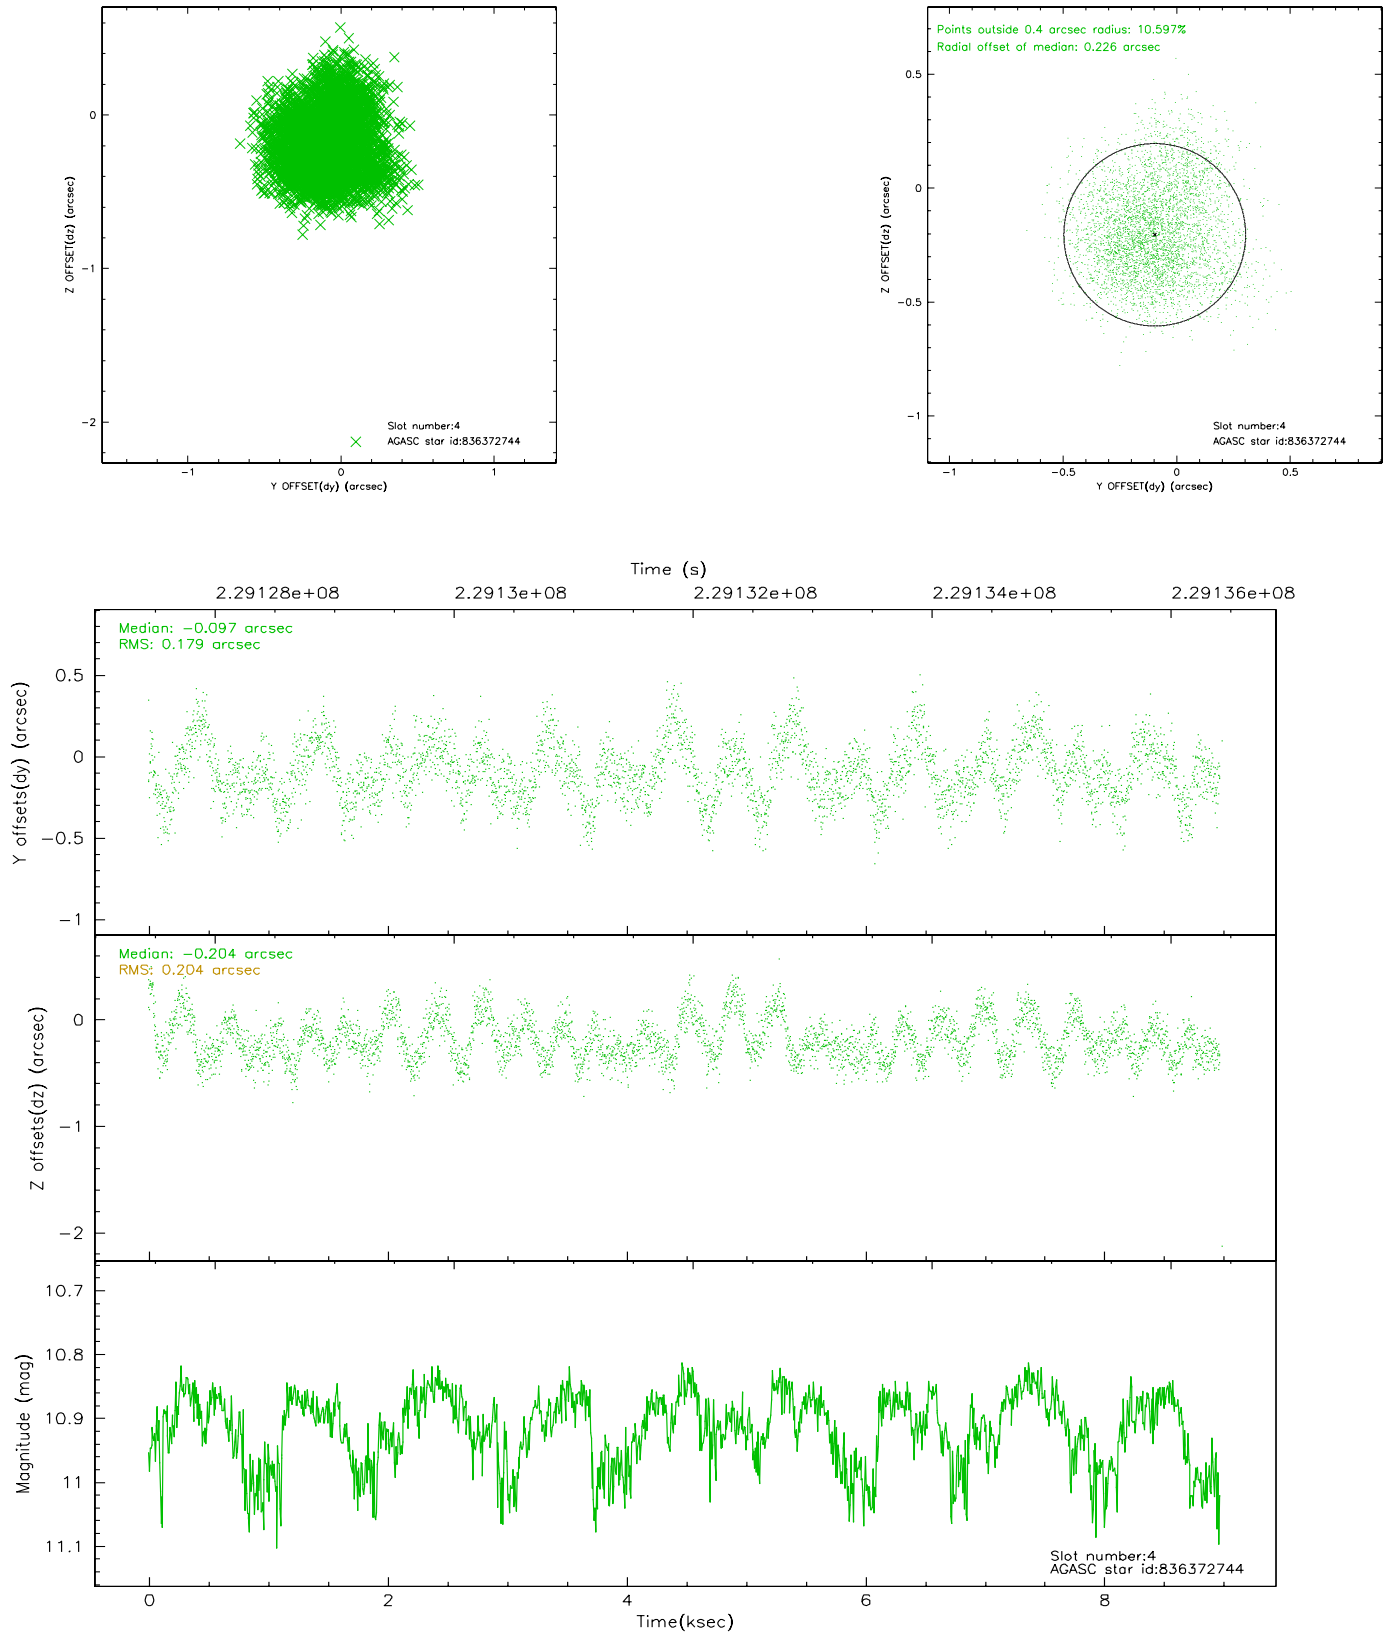 0
−1
−2
Z OFFSET(dz) (arcsec)
Slot number:4
AGASC star id:836372744
−1
0
1
Y OFFSET(dy) (arcsec)
Points outside 0.4 arcsec radius: 10.597%
Radial offset of median: 0.226 arcsec
0.5
0
−0.5
−1
Z OFFSET(dz) (arcsec)
Slot number:4
AGASC star id:836372744
−1
−0.5
0
0.5
Y OFFSET(dy) (arcsec)
Time (s)
2.29128e+08
2.2913e+08
2.29132e+08
2.29134e+08
2.29136e+08
Median: −0.097 arcsec
RMS: 0.179 arcsec
0.5
0
−0.5
−1
Y offsets(dy) (arcsec)
Median: −0.204 arcsec
RMS: 0.204 arcsec
0
−1
−2
Z offsets(dz) (arcsec)
10.7
10.8
10.9
11
11.1
Magnitude (mag)
Slot number:4
AGASC star id:836372744
0
2
4
6
8
Time(ksec)